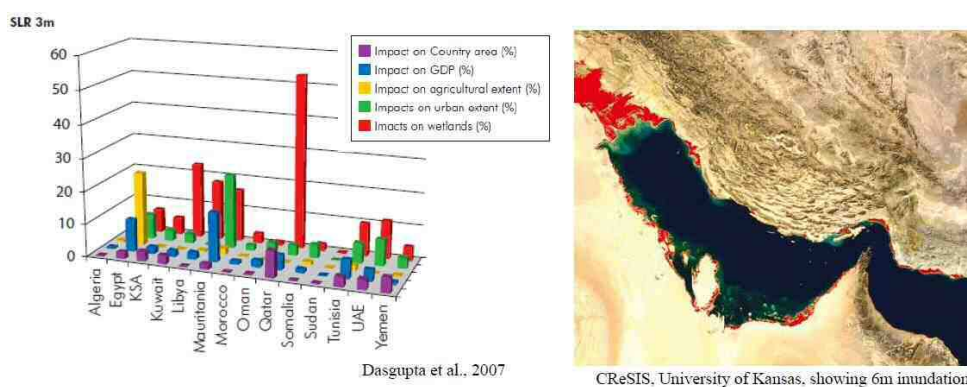 SLR 3m
60
50
40
30
20
10
0
Impact on Country area (%)
Impact on GDP (%)
Impact on agricultural extent (%)
Impacts on urban extent (%)
Imacts on wetlands (%)
Algeria
Egypt
KSA
Kuwait
Libya
Mauritania
Morocco
Oman
Qatar
Somalia
Sudan
Tunisia
UAE
Yemen
Dasgupta et al., 2007
CReSIS, University of Kansas, showing 6m inundation